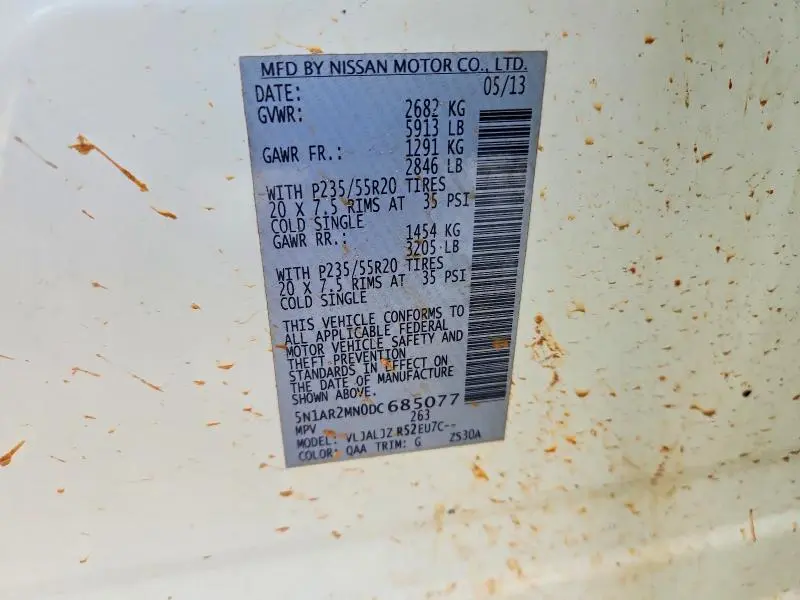 MFD BY NISSAN MOTOR CO., LTD.
DATE: 05/13
GVWR: 2682 KG
5913 LB
GAWR FR.: 1291 KG
2846 LB
WITH P235/55R20 TIRES
20 X 7.5 RIMS AT 35 PSI
COLD SINGLE
GAWR RR.: 1454 KG
3205 LB
WITH P235/55R20 TIRES
20 X 7.5 RIMS AT 35 PSI
COLD SINGLE
THIS VEHICLE CONFORMS TO
ALL APPLICABLE FEDERAL
MOTOR VEHICLE SAFETY AND
THEFT PREVENTION
STANDARDS IN EFFECT ON
THE DATE OF MANUFACTURE
SHOWN ABOVE.
5N1AR2MN0DC685077
MPV 263
MODEL: VLJALJZ R52EU7C--
COLOR: QAA TRIM: G ZS30A